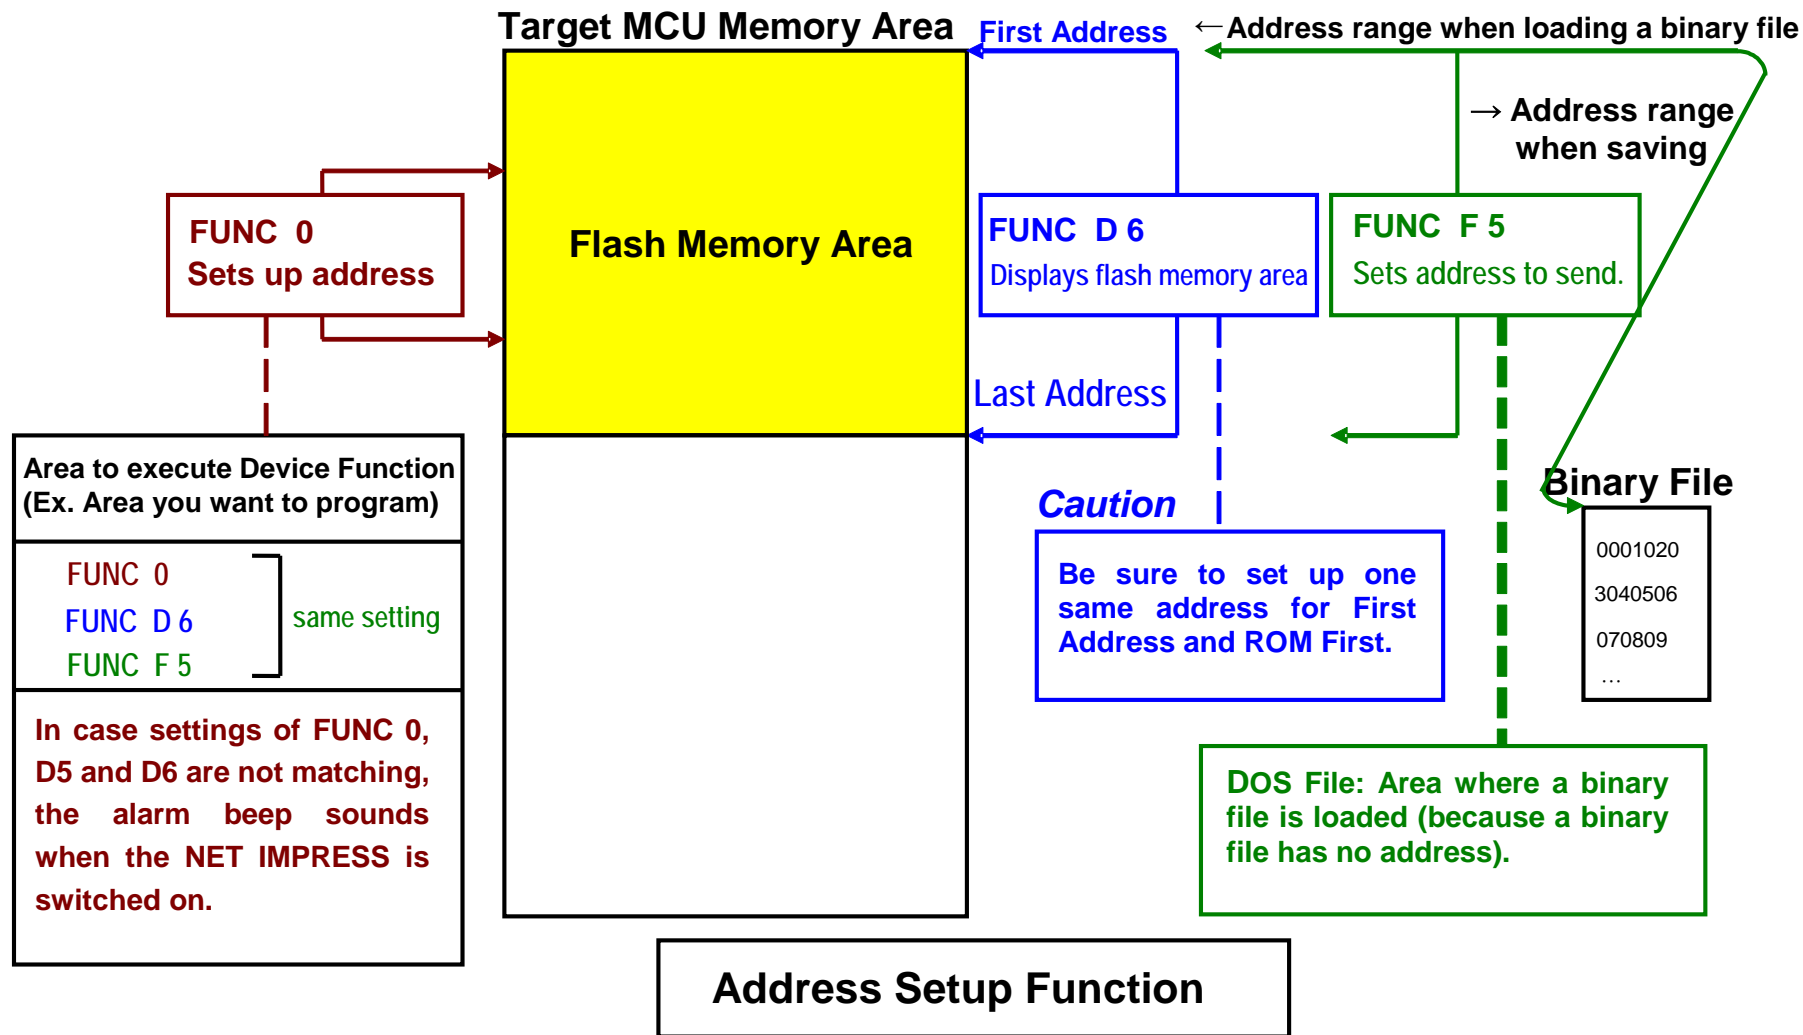 Target MCU Memory Area
First Address
←Address range when loading a binary file
→ Address range
when saving
FUNC 0
Sets up address
Flash Memory Area
FUNC D 6
Displays flash memory area
FUNC F 5
Sets address to send.
Last Address
Area to execute Device Function
(Ex. Area you want to program)
FUNC 0
FUNC D 6
FUNC F 5
same setting
In case settings of FUNC 0,
D5 and D6 are not matching,
the alarm beep sounds
when the NET IMPRESS is
switched on.
Caution
Be sure to set up one
same address for First
Address and ROM First.
Binary File
0001020
3040506
070809
…
DOS File: Area where a binary
file is loaded (because a binary
file has no address).
Address Setup Function